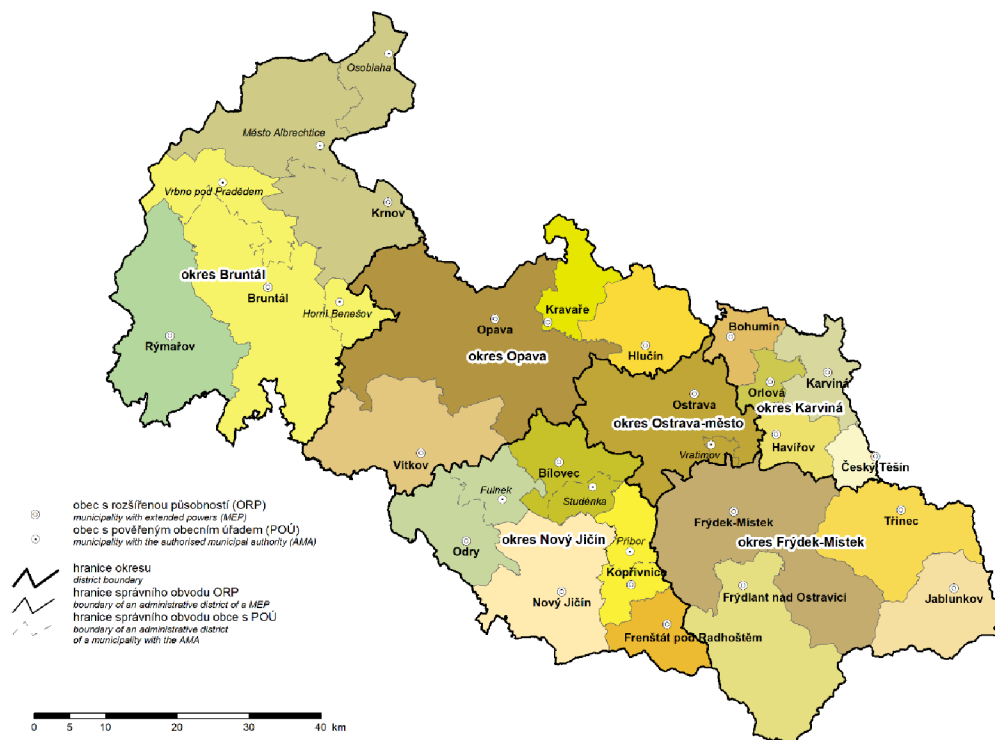 Osoblaha
Město Albrechtice
Vrbno pod Pradědem
Krnov
okres Bruntál
Bruntál
Horní Benešov
Rýmařov
Kravaře
Opava
Hlučín
okres Opava
Bohumín
Karviná
Orlová
okres Karviná
Ostrava
okres Ostrava-město
Havířov
Vratimov
Český Těšín
Vítkov
Bílovec
Fulnek
Studénka
Odry
okres Nový Jičín
Příbor
Kopřivnice
Nový Jičín
Frenštát pod Radhoštěm
Frýdek-Místek
okres Frýdek-Místek
Třinec
Frýdlant nad Ostravicí
Jablunkov
obec s rozšířenou působností (ORP)
municipality with extended powers (MEP)
obec s pověřeným obecním úřadem (POÚ)
municipality with the authorised municipal authority (AMA)
hranice okresu
district boundary
hranice správního obvodu ORP
boundary of an administrative district of a MEP
hranice správního obvodu obce s POÚ
boundary of an administrative district
of a municipality with the AMA
0 5 10 20 30 40 km